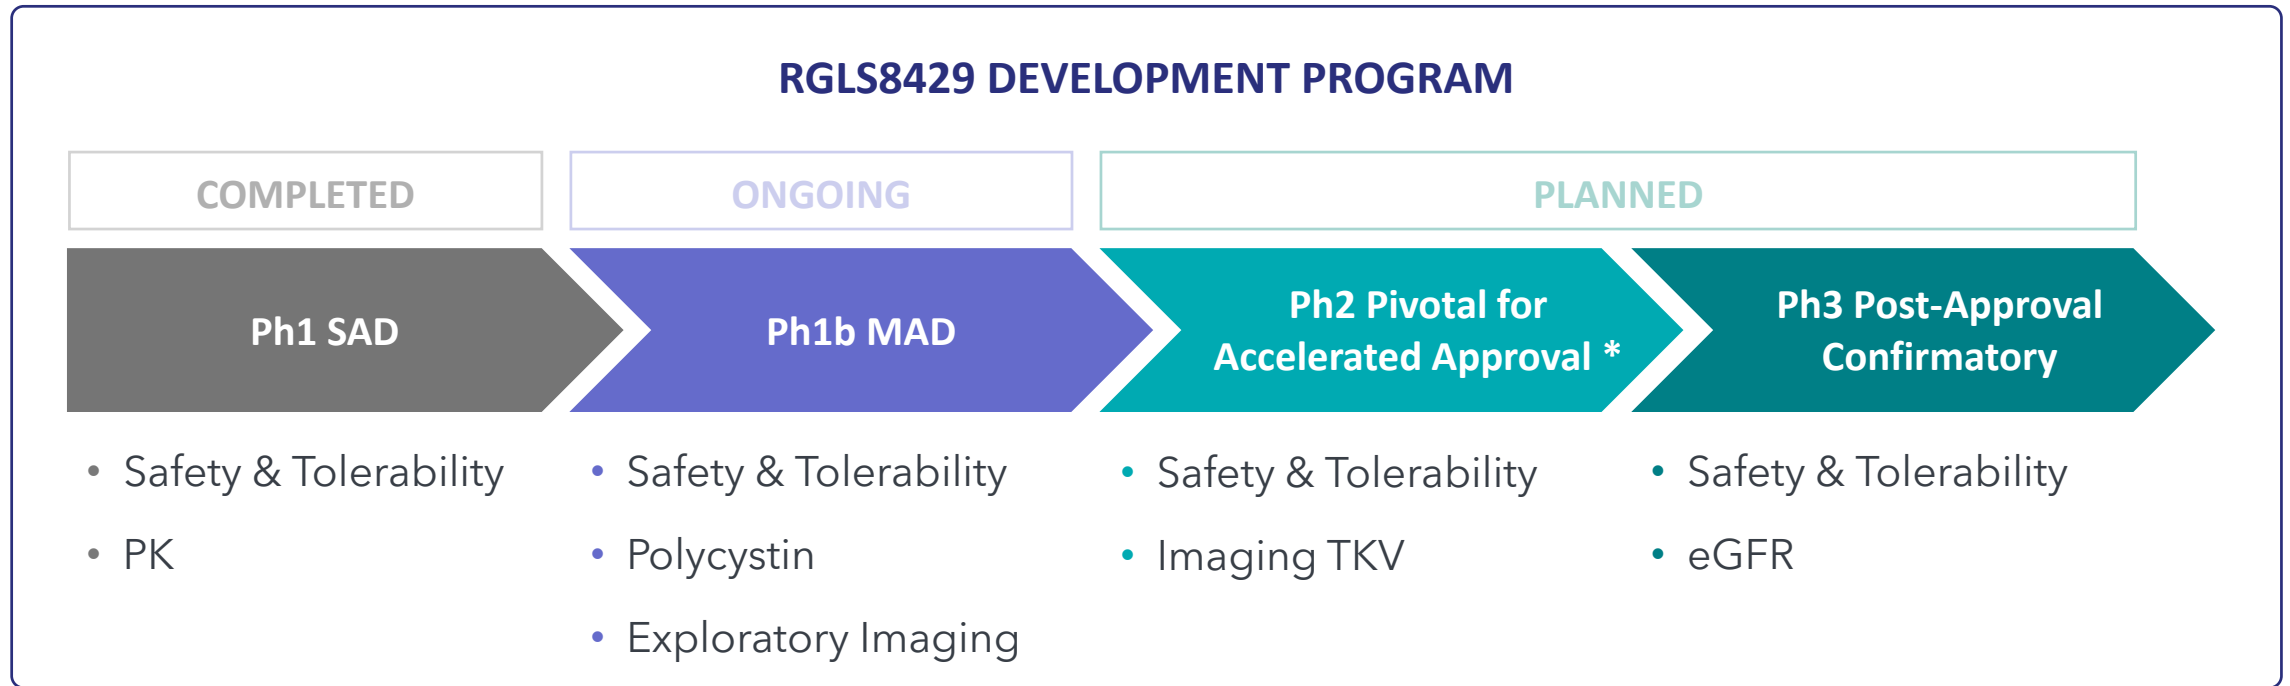 RGLS8429 DEVELOPMENT PROGRAM
COMPLETED
ONGOING
PLANNED
Ph1 SAD
Ph1b MAD
Ph2 Pivotal for
Accelerated Approval *
Ph3 Post-Approval
Confirmatory
• Safety & Tolerability
• PK
• Safety & Tolerability
• Polycystin
• Exploratory Imaging
• Safety & Tolerability
• Imaging TKV
• Safety & Tolerability
• eGFR